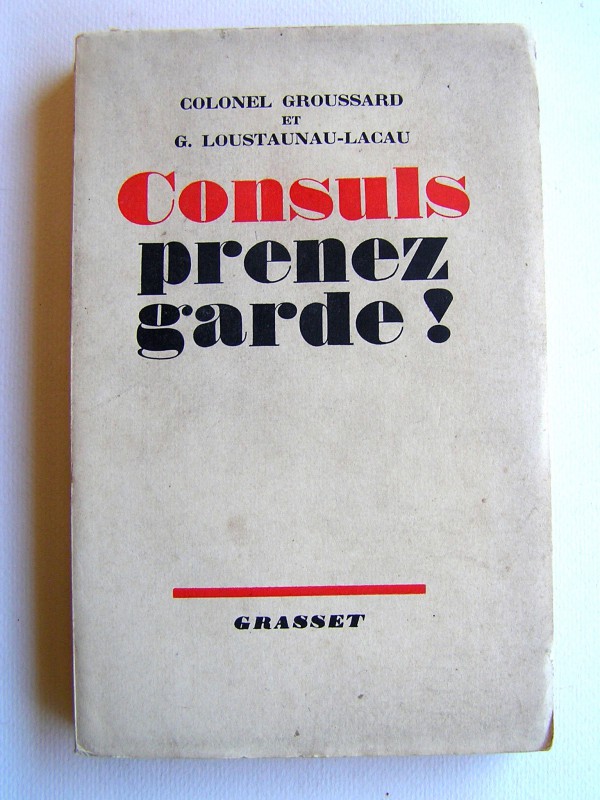 COLONEL GROUSSARD
ET
G. LOUSTAUNAU-LACAU
Consuls
prenez
garde !
GRASSET